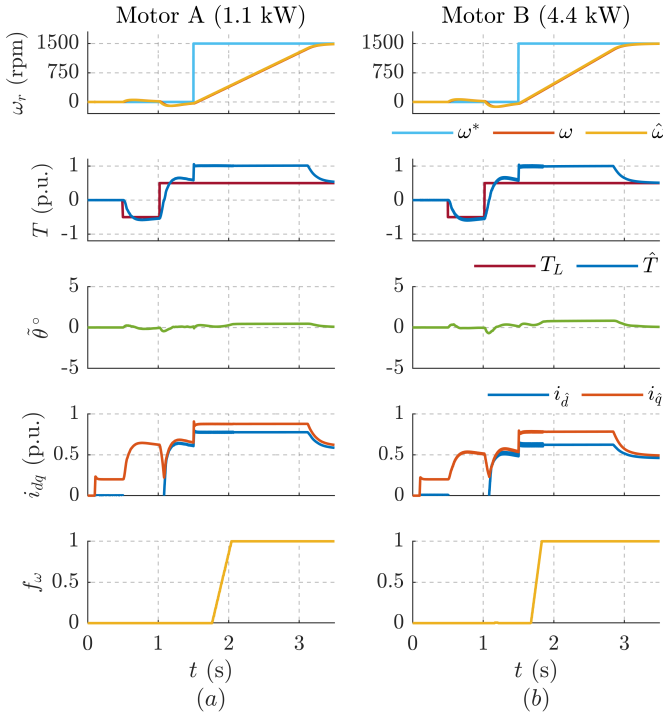 Motor A (1.1 kW) Motor B (4.4 kW)
ω_r (rpm)
1500
750
0
1500
750
0
ω* ω ω̂
T (p.u.)
1
0
-1
1
0
-1
T_L T̂
θ̃°
5
0
-5
5
0
-5
i_d̂ i_q̂
i_dq (p.u.)
1
0.5
0
1
0.5
0
f_ω
1
0.5
0
1
0.5
0
0 1 2 3 0 1 2 3
t (s) t (s)
(a) (b)